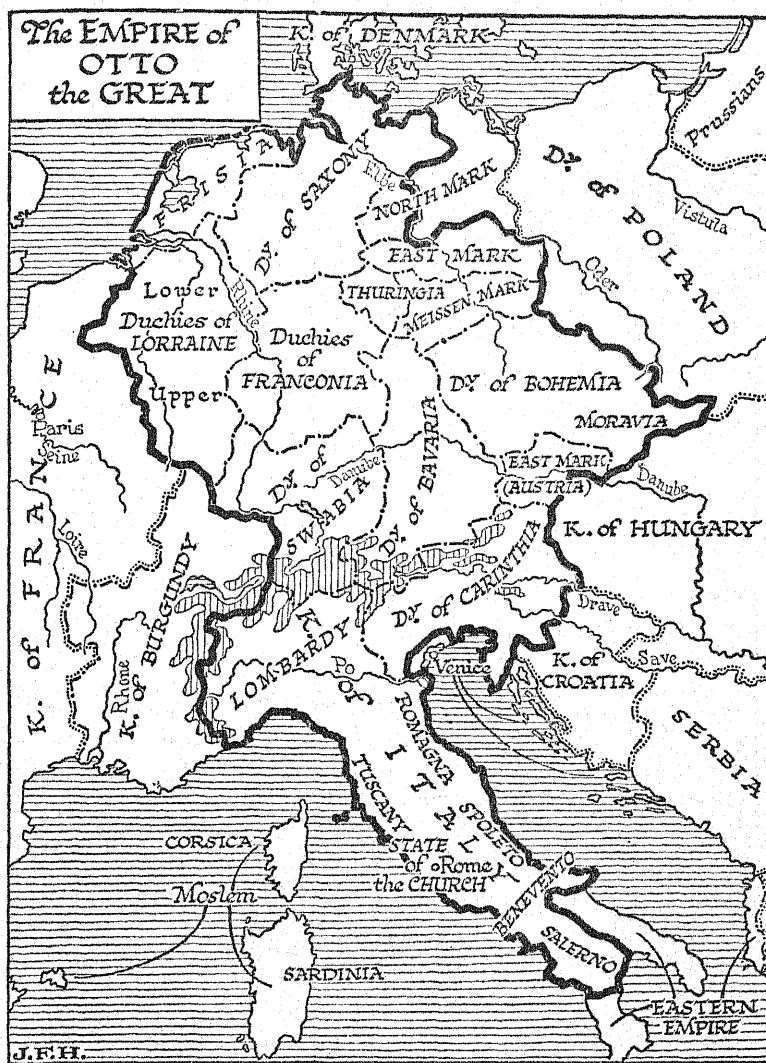 The EMPIRE of
OTTO
the GREAT
K. of DENMARK
Prussians
FRISIA
Dy. of SAXONY
Elbe
NORTH MARK
Dy. of POLAND
Vistula
EAST MARK
Oder
Lower
Duchies of
LORRAINE
Upper
Rhine
THURINGIA
MEISSEN MARK
Duchies
of
FRANCONIA
Dy. of BOHEMIA
MORAVIA
K. of FRANCE
Paris
Seine
Loire
Dy. of
SWABIA
Danube
Dy. of BAVARIA
EAST MARK
(AUSTRIA)
Danube
K. of HUNGARY
K. of BURGUNDY
Rhone
Dy. of CARINTHIA
Drave
Save
K. of
LOMBARDY
Po
Venice
K. of
CROATIA
SERBIA
ROMAGNA
ITALY
TUSCANY
SPOLETO
STATE
of Rome
the CHURCH
BENEVENTO
SALERNO
CORSICA
Moslem
SARDINIA
EASTERN
EMPIRE
J.F.H.